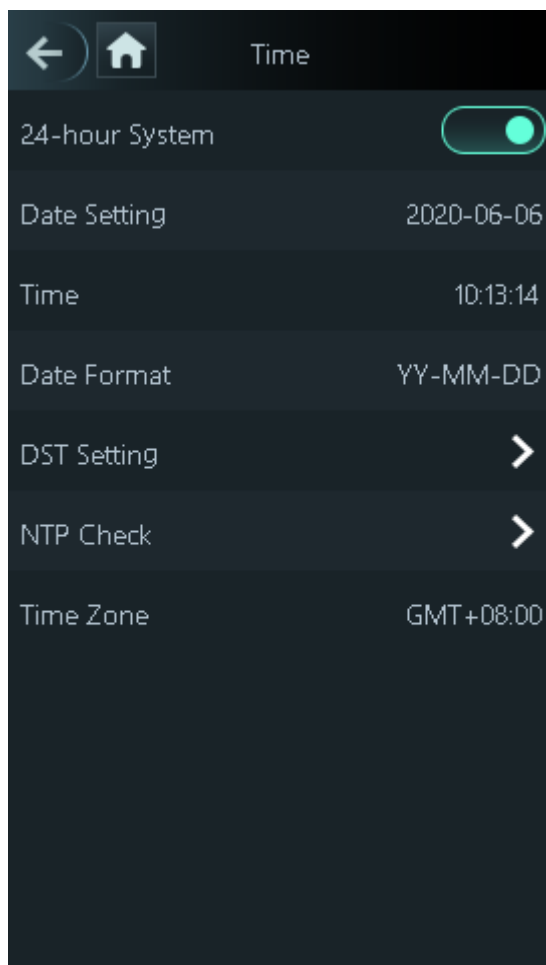 Time
24-hour System
Date Setting 2020-06-06
Time 10:13:14
Date Format YY-MM-DD
DST Setting
NTP Check
Time Zone GMT+08:00